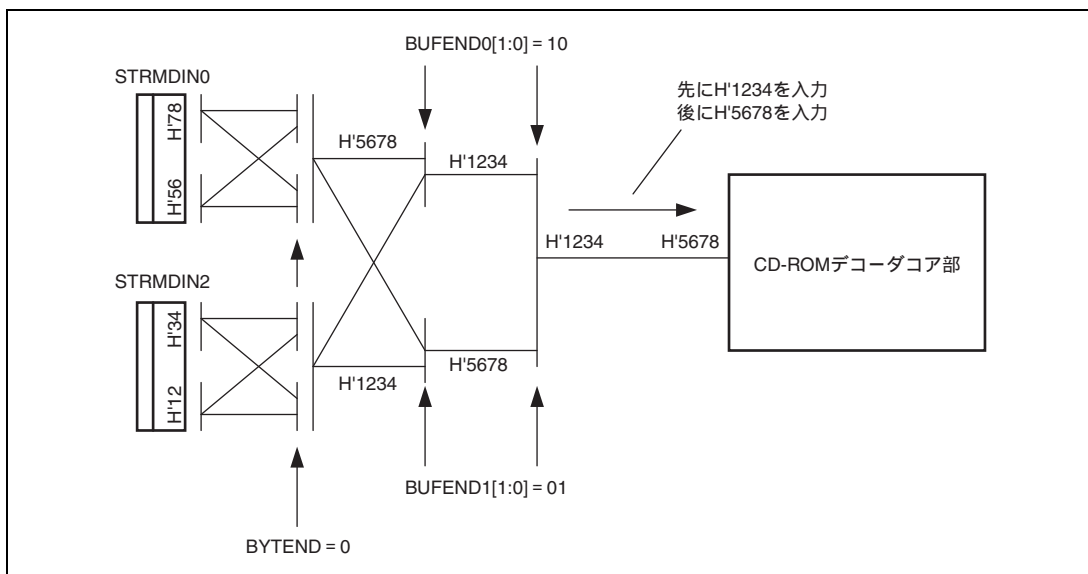 BUFEND0[1:0] = 10
STRMDIN0
H'78
H'56
先にH'1234を入力
後にH'5678を入力
H'5678
H'1234
H'1234
H'5678
CD-ROMデコーダコア部
STRMDIN2
H'34
H'12
H'1234
H'5678
BUFEND1[1:0] = 01
BYTEND = 0